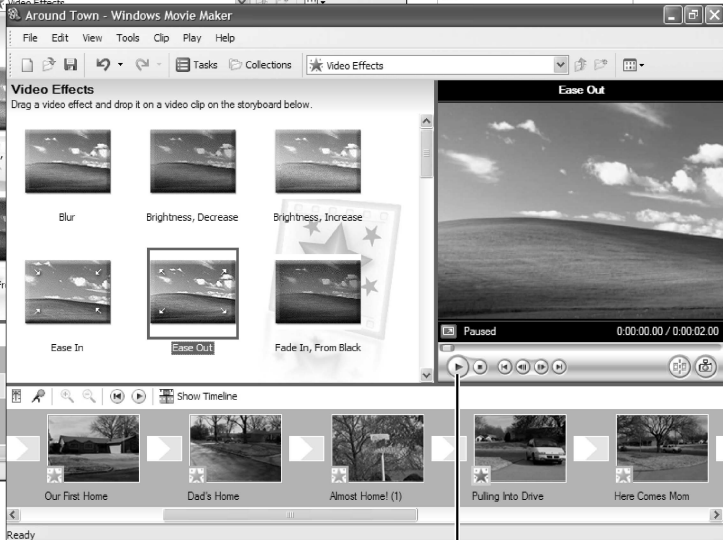 Video Effects
Around Town - Windows Movie Maker
File Edit View Tools Clip Play Help
Tasks Collections Video Effects
Video Effects
Drag a video effect and drop it on a video clip on the storyboard below.
Ease Out
Blur Brightness, Decrease Brightness, Increase
Ease In Ease Out Fade In, From Black
Paused 0:00:00.00 / 0:00:02.00
Show Timeline
Our First Home Dad's Home Almost Home! (1) Pulling Into Drive Here Comes Mom
Ready